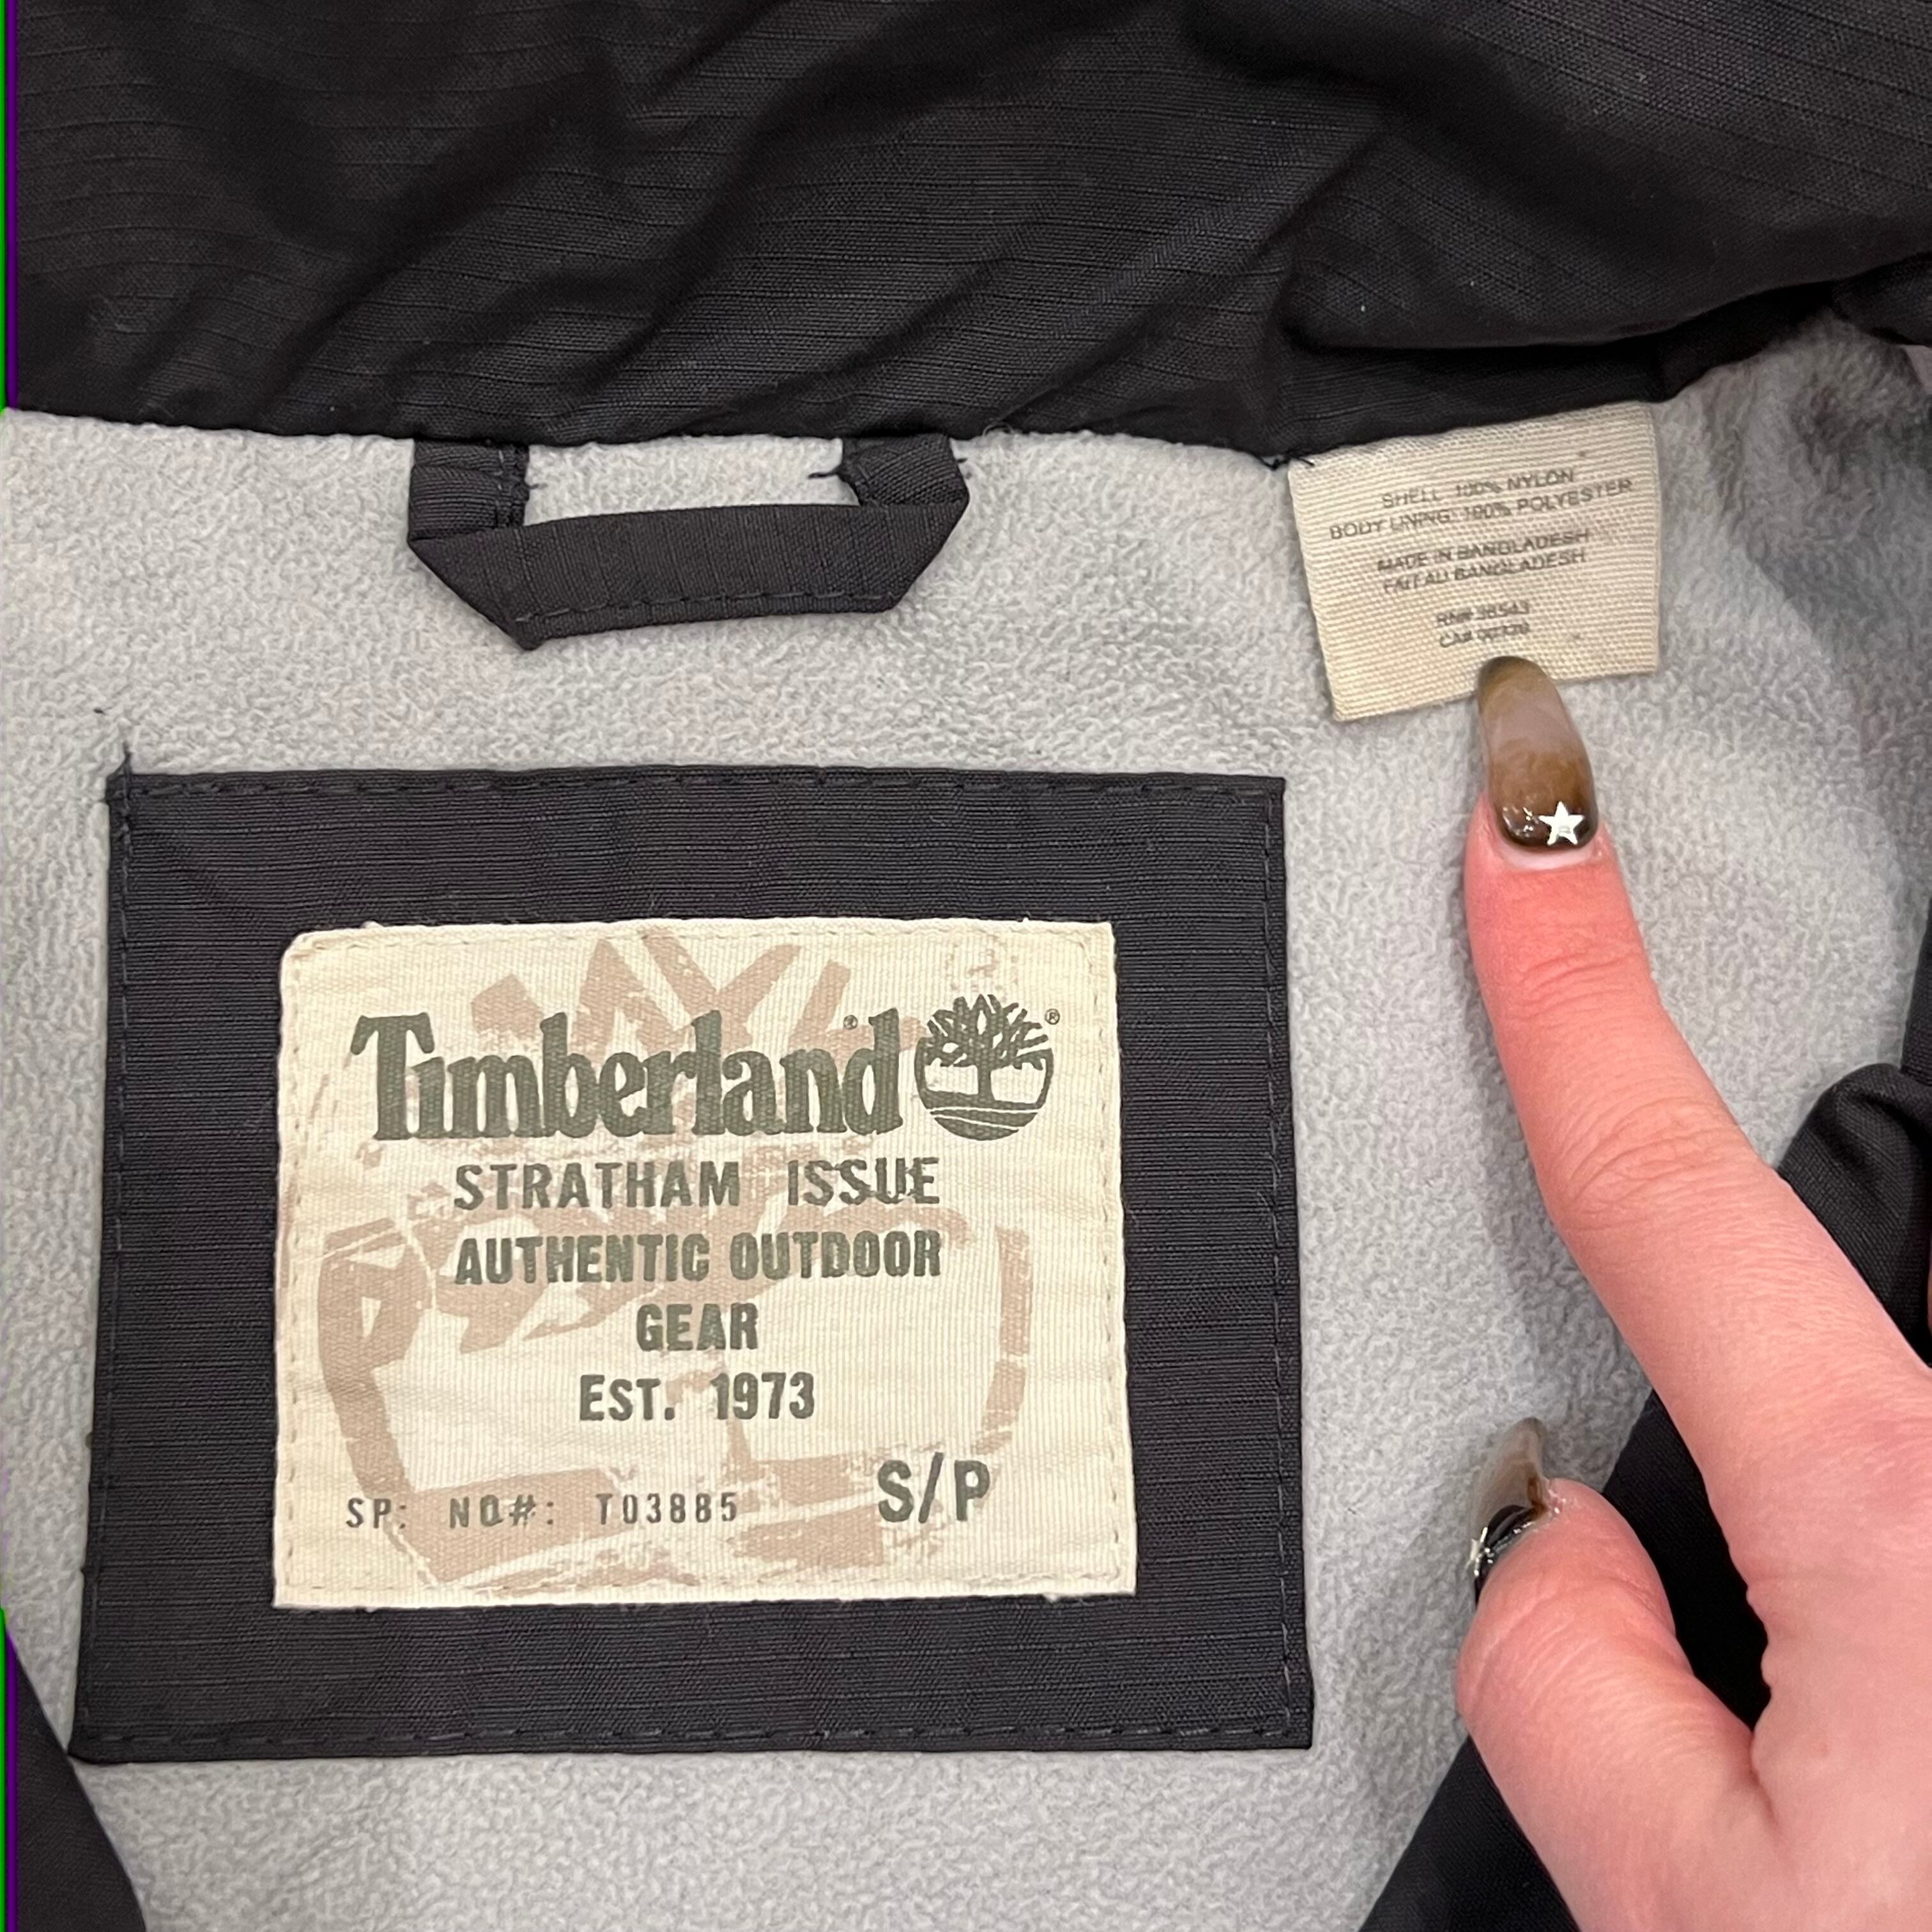 SHELL 100% NYLON
BODY LINING: 100% POLYESTER
MADE IN BANGLADESH
FAIT AU BANGLADESH
Timberland® ®
STRATHAM ISSUE
AUTHENTIC OUTDOOR
GEAR
EST. 1973
SP: NO#: T03885 S/P